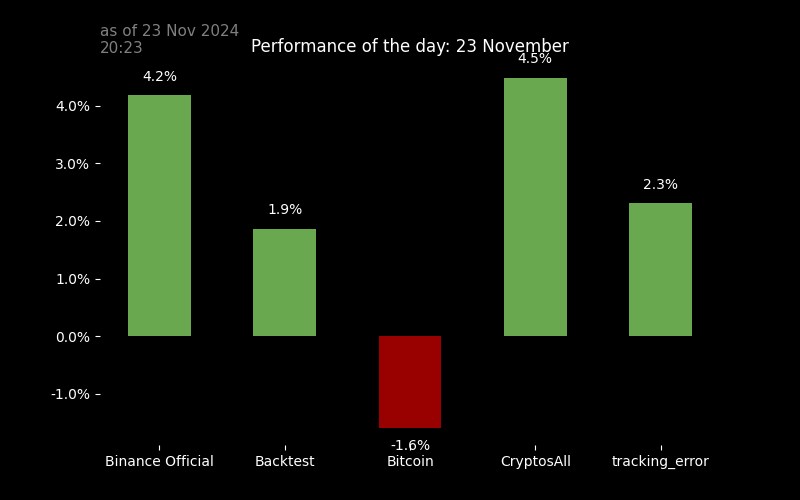 as of 23 Nov 2024
20:23
Performance of the day: 23 November
4.2%
1.9%
-1.6%
4.5%
2.3%
4.0%
3.0%
2.0%
1.0%
0.0%
-1.0%
Binance Official
Backtest
Bitcoin
CryptosAll
tracking_error